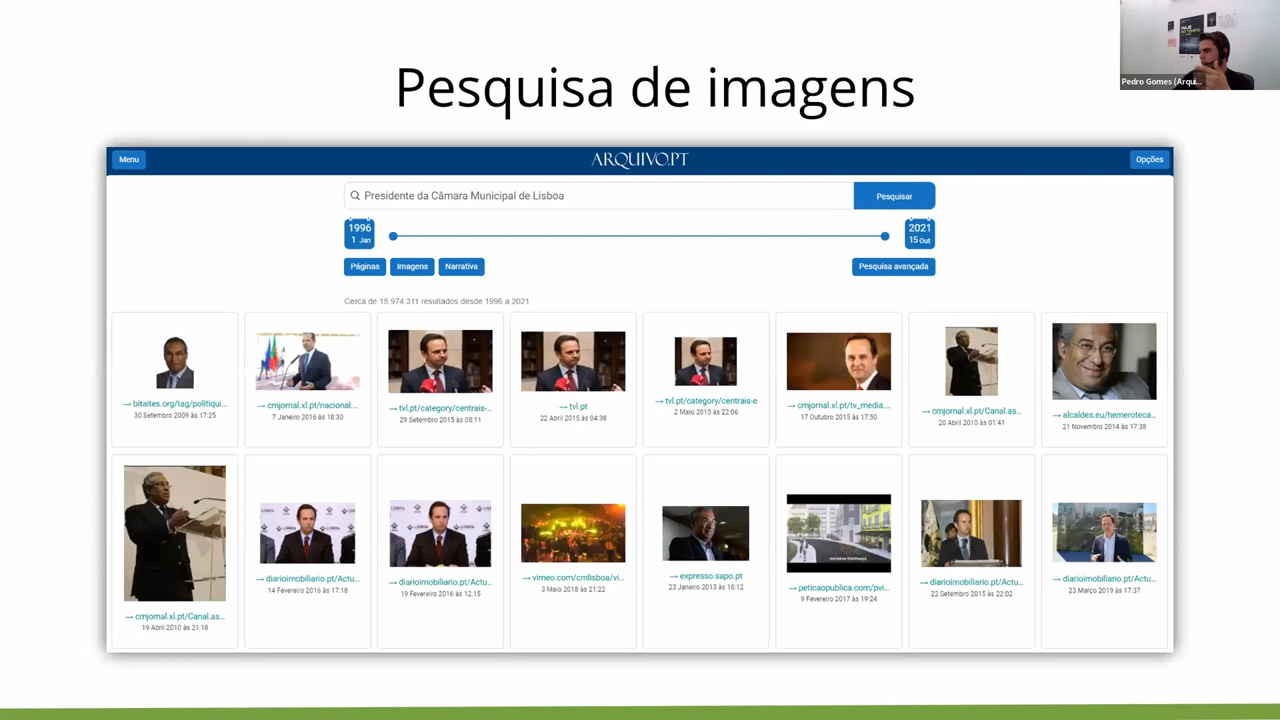 Pesquisa de imagens
Pedro Gomes (Arqui...
Menu
ARQUIVO.PT
Opções
Presidente da Câmara Municipal de Lisboa
Pesquisar
1996
1 Jan
2021
15 Out
Páginas
Imagens
Narrativa
Pesquisa avançada
Cerca de 15.974.311 resultados desde 1996 a 2021
→ bitaites.org/tag/politiqui...
30 Setembro 2009 às 17:25
→ cmjornal.xl.pt/nacional....
7 Janeiro 2016 às 18:30
→ tvl.pt/category/centrais-...
29 Setembro 2015 às 08:11
→ tvl.pt
22 Abril 2015 às 04:38
→ tvl.pt/category/centrais-e
2 Maio 2015 às 22:06
→ cmjornal.xl.pt/tv_media....
17 Outubro 2015 às 17:50
→ cmjornal.xl.pt/Canal.as...
20 Abril 2010 às 01:41
→ alcaldes.eu/hemeroteca...
21 Novembro 2014 às 17:38
→ cmjornal.xl.pt/Canal.as...
19 Abril 2010 às 21:18
→ diarioimobiliario.pt/Actu...
14 Fevereiro 2016 às 17:18
→ diarioimobiliario.pt/Actu...
19 Fevereiro 2016 às 12:15
→ vimeo.com/cmlisboa/vi...
3 Maio 2018 às 21:22
→ expresso.sapo.pt
23 Janeiro 2013 às 16:12
→ peticaopublica.com/pvi...
9 Fevereiro 2017 às 19:24
→ diarioimobiliario.pt/Actu...
22 Setembro 2015 às 22:02
→ diarioimobiliario.pt/Actu...
23 Março 2019 às 17:37